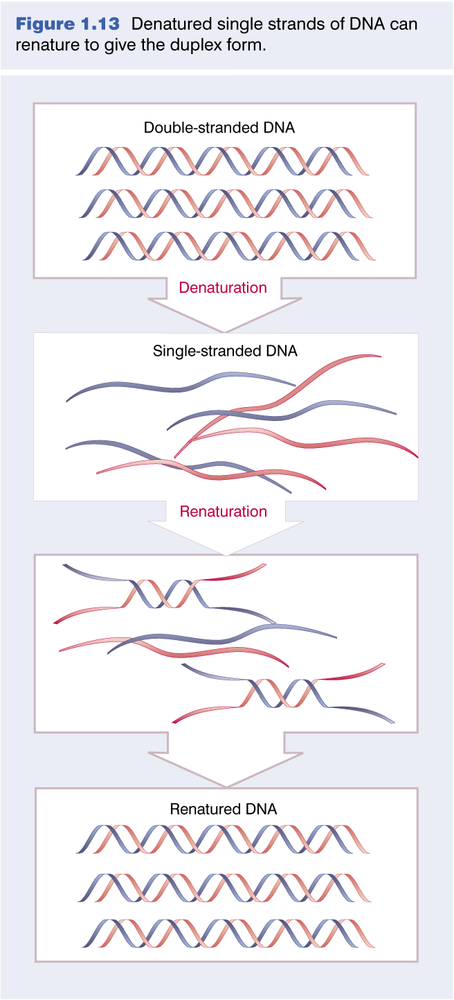 Figure 1.13 Denatured single strands of DNA can
renature to give the duplex form.
Double-stranded DNA
Denaturation
Single-stranded DNA
Renaturation
Renatured DNA